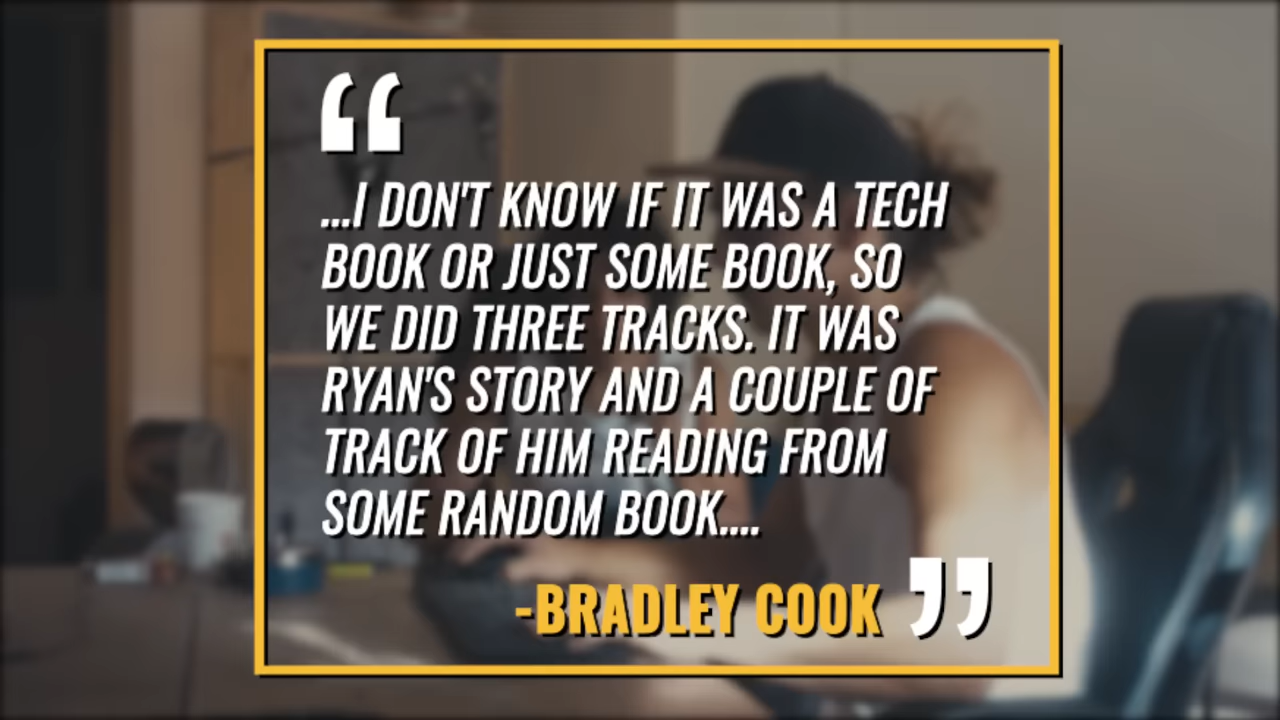 “
...I DON'T KNOW IF IT WAS A TECH
BOOK OR JUST SOME BOOK, SO
WE DID THREE TRACKS. IT WAS
RYAN'S STORY AND A COUPLE OF
TRACK OF HIM READING FROM
SOME RANDOM BOOK....
-BRADLEY COOK ”